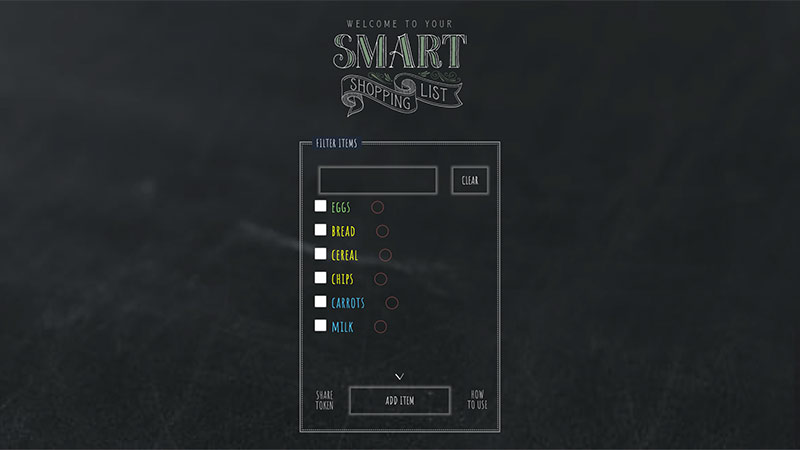 WELCOME TO YOUR
SMART
SHOPPING LIST
FILTER ITEMS
CLEAR
EGGS
BREAD
CEREAL
CHIPS
CARROTS
MILK
SHARE
TOKEN
ADD ITEM
HOW
TO USE